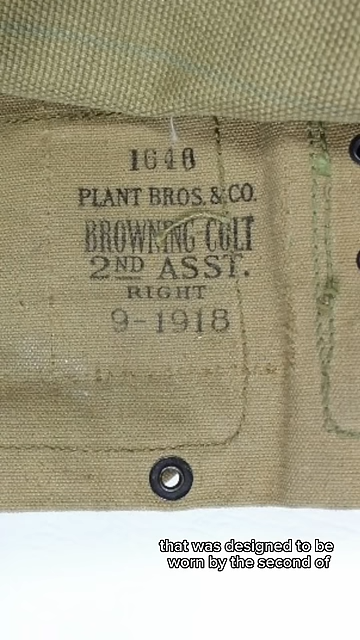 1640
PLANT BROS. & CO.
BROWNING COLT
2ND ASST.
RIGHT
9-1918
that was designed to be
worn by the second of